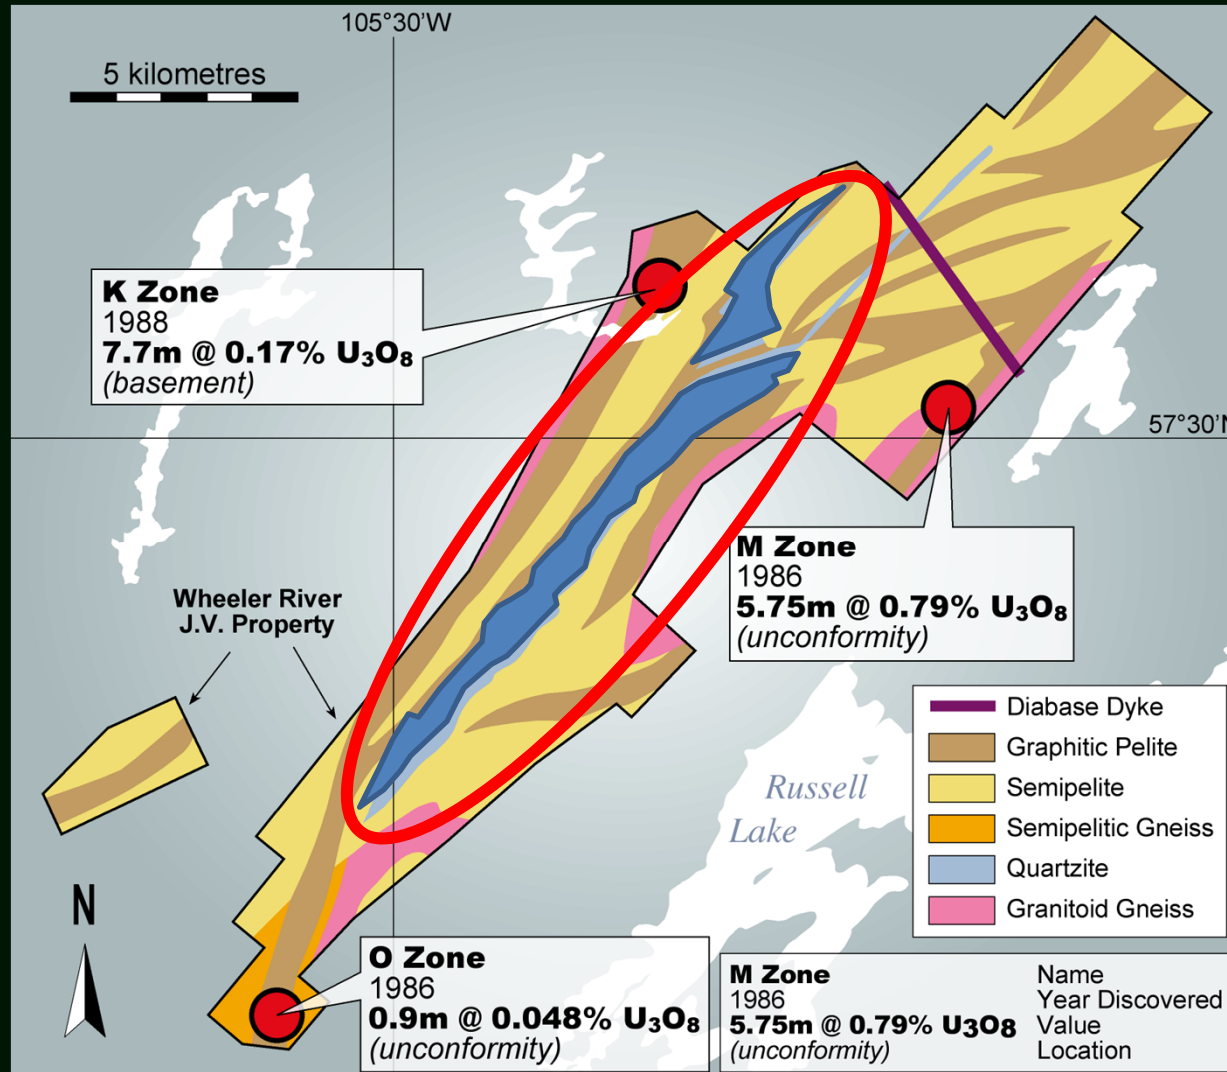 105°30'W
5 kilometres
K Zone
1988
7.7m @ 0.17% U₃O₈
(basement)
57°30'N
M Zone
1986
5.75m @ 0.79% U₃O₈
(unconformity)
Wheeler River
J.V. Property
Diabase Dyke
Graphitic Pelite
Semipelite
Semipelitic Gneiss
Quartzite
Granitoid Gneiss
Russell
Lake
N
O Zone
1986
0.9m @ 0.048% U₃O₈
(unconformity)
M Zone Name
1986 Year Discovered
5.75m @ 0.79% U₃O₈ Value
(unconformity) Location